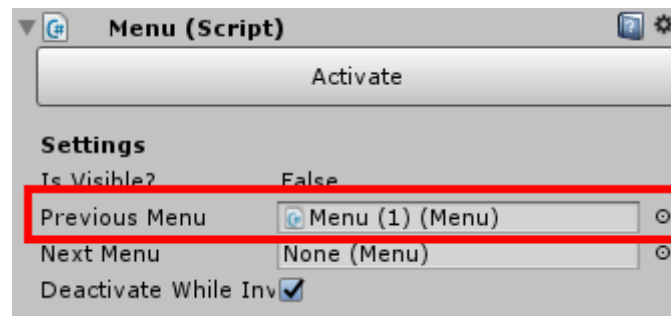 Menu (Script)
Activate
Settings
Is Visible? False
Previous Menu Menu (1) (Menu)
Next Menu None (Menu)
Deactivate While Inv